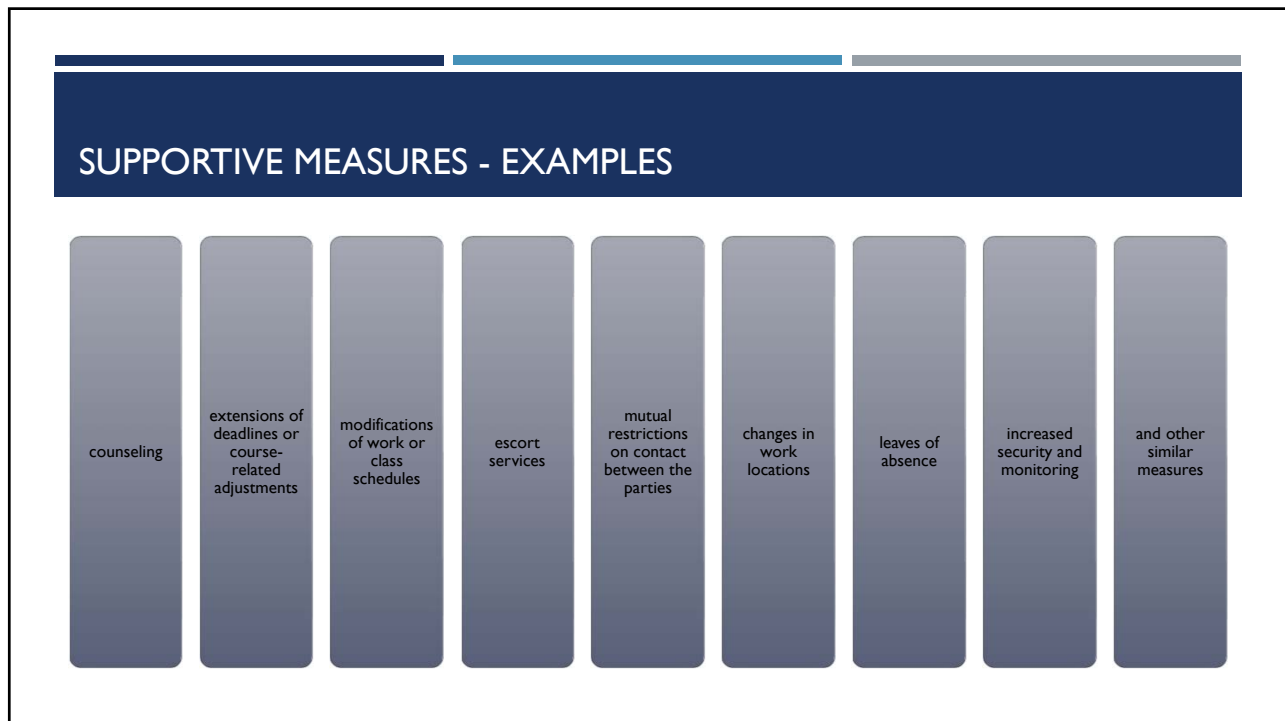 SUPPORTIVE MEASURES - EXAMPLES
counseling
extensions of
deadlines or
course-
related
adjustments
modifications
of work or
class
schedules
escort
services
mutual
restrictions
on contact
between the
parties
changes in
work
locations
leaves of
absence
increased
security and
monitoring
and other
similar
measures